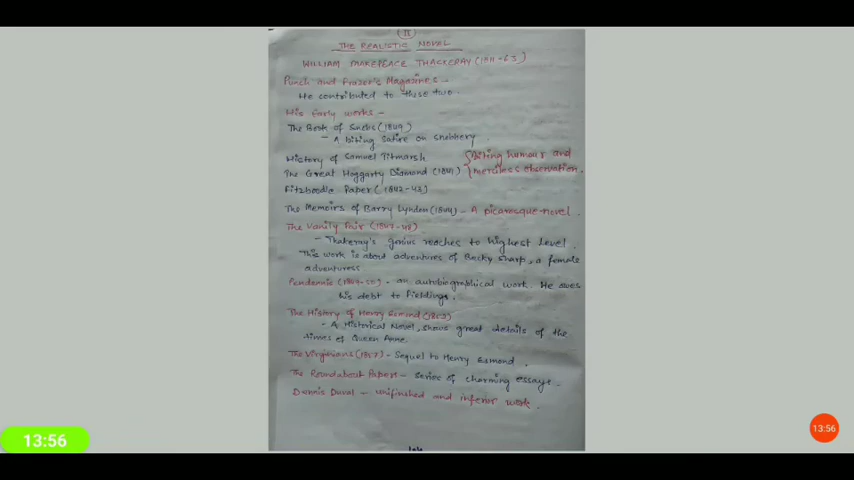 THE REALISTIC NOVEL
WILLIAM MAKEPEACE THACKERAY (1811-63)
Punch and Fraser's Magazines -
He contributed to these two.
His Early works -
The Book of Snobs (1849)
- A biting satire on snobbery
History of Samuel Titmarsh
The Great Hoggarty Diamond (1841)
{ Biting humour and
merciless observation.
Fitzboodle Paper (1842-43)
The Memoirs of Barry Lyndon (1844) - A picaresque novel.
The Vanity Fair (1847-48)
- Thakeray's genius reaches to highest level.
This work is about adventures of Becky sharp, a female
adventuress
Pendennis (1849-50) - an autobiographical work. He owes
his debt to Fielding.
The History of Henry Esmond (1852)
- A Historical Novel, shows great details of the
times of Queen Anne.
The Virginians (1857) - Sequel to Henry Esmond.
The Roundabout Papers - series of charming essays.
Dennis Duval - unifinshed and inferior work.
13:56
13:56